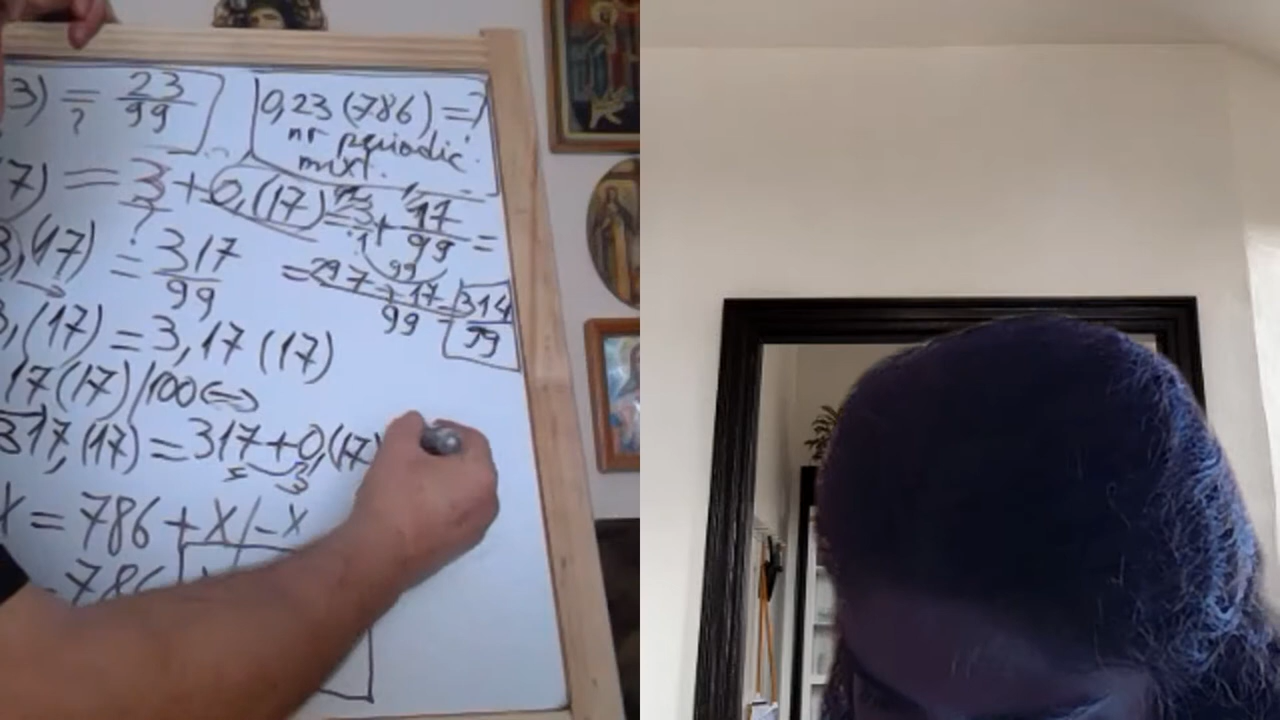 3) = 23/99
?
0,23(786) = ?
nr periodic
mixt.
7) = 3 + 0,(17) = 3/1 + 17/99 =
?
3,(17) = 317/99
= 297 + 17/99 = 314/99
3,(17) = 3,17(17)
17(17) /100 <=>
317,(17) = 317 + 0,(17)
X = 786 + X /-X
= 786